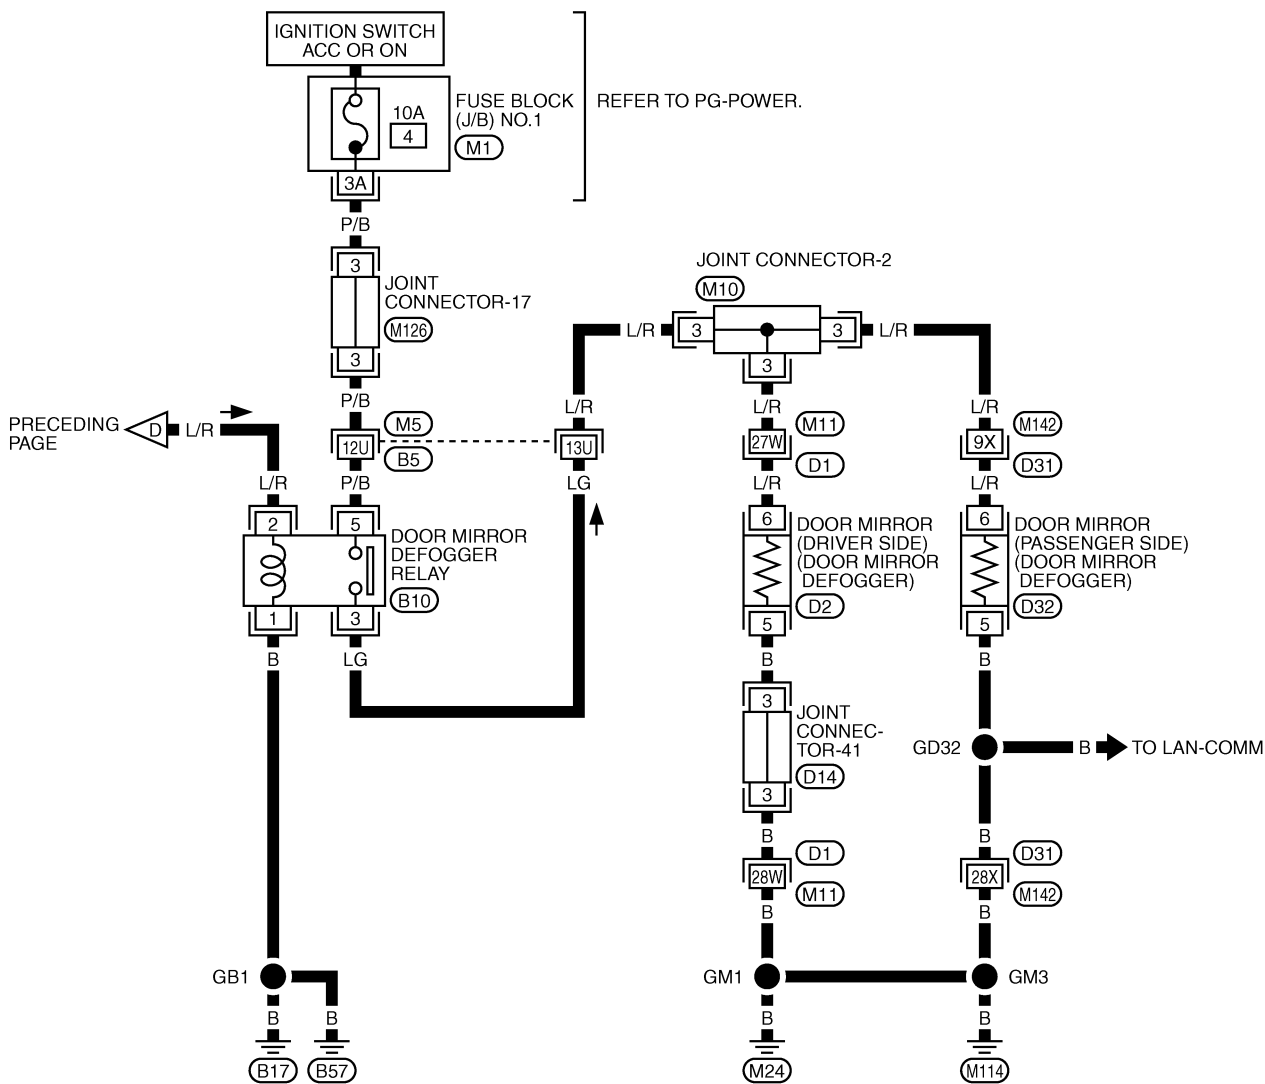 IGNITION SWITCH
ACC OR ON
10A
4
FUSE BLOCK
(J/B) NO.1
M1
REFER TO PG-POWER.
3A
P/B
3
JOINT
CONNECTOR-17
M126
3
P/B
JOINT CONNECTOR-2
M10
L/R
3
3
L/R
3
PRECEDING
PAGE
D
L/R
L/R
M5
12U
B5
P/B
L/R
13U
LG
L/R
M11
27W
D1
L/R
L/R
M142
9X
D31
L/R
2
5
DOOR MIRROR
DEFOGGER
RELAY
B10
1
3
B
LG
6
DOOR MIRROR
(DRIVER SIDE)
(DOOR MIRROR
DEFOGGER)
D2
5
B
6
DOOR MIRROR
(PASSENGER SIDE)
(DOOR MIRROR
DEFOGGER)
D32
5
B
3
JOINT
CONNEC-
TOR-41
D14
3
B
GD32
B
TO LAN-COMM
B
D1
28W
M11
B
D31
28X
M142
B
GB1
B
B
B17
B57
GM1
GM3
B
B
M24
M114